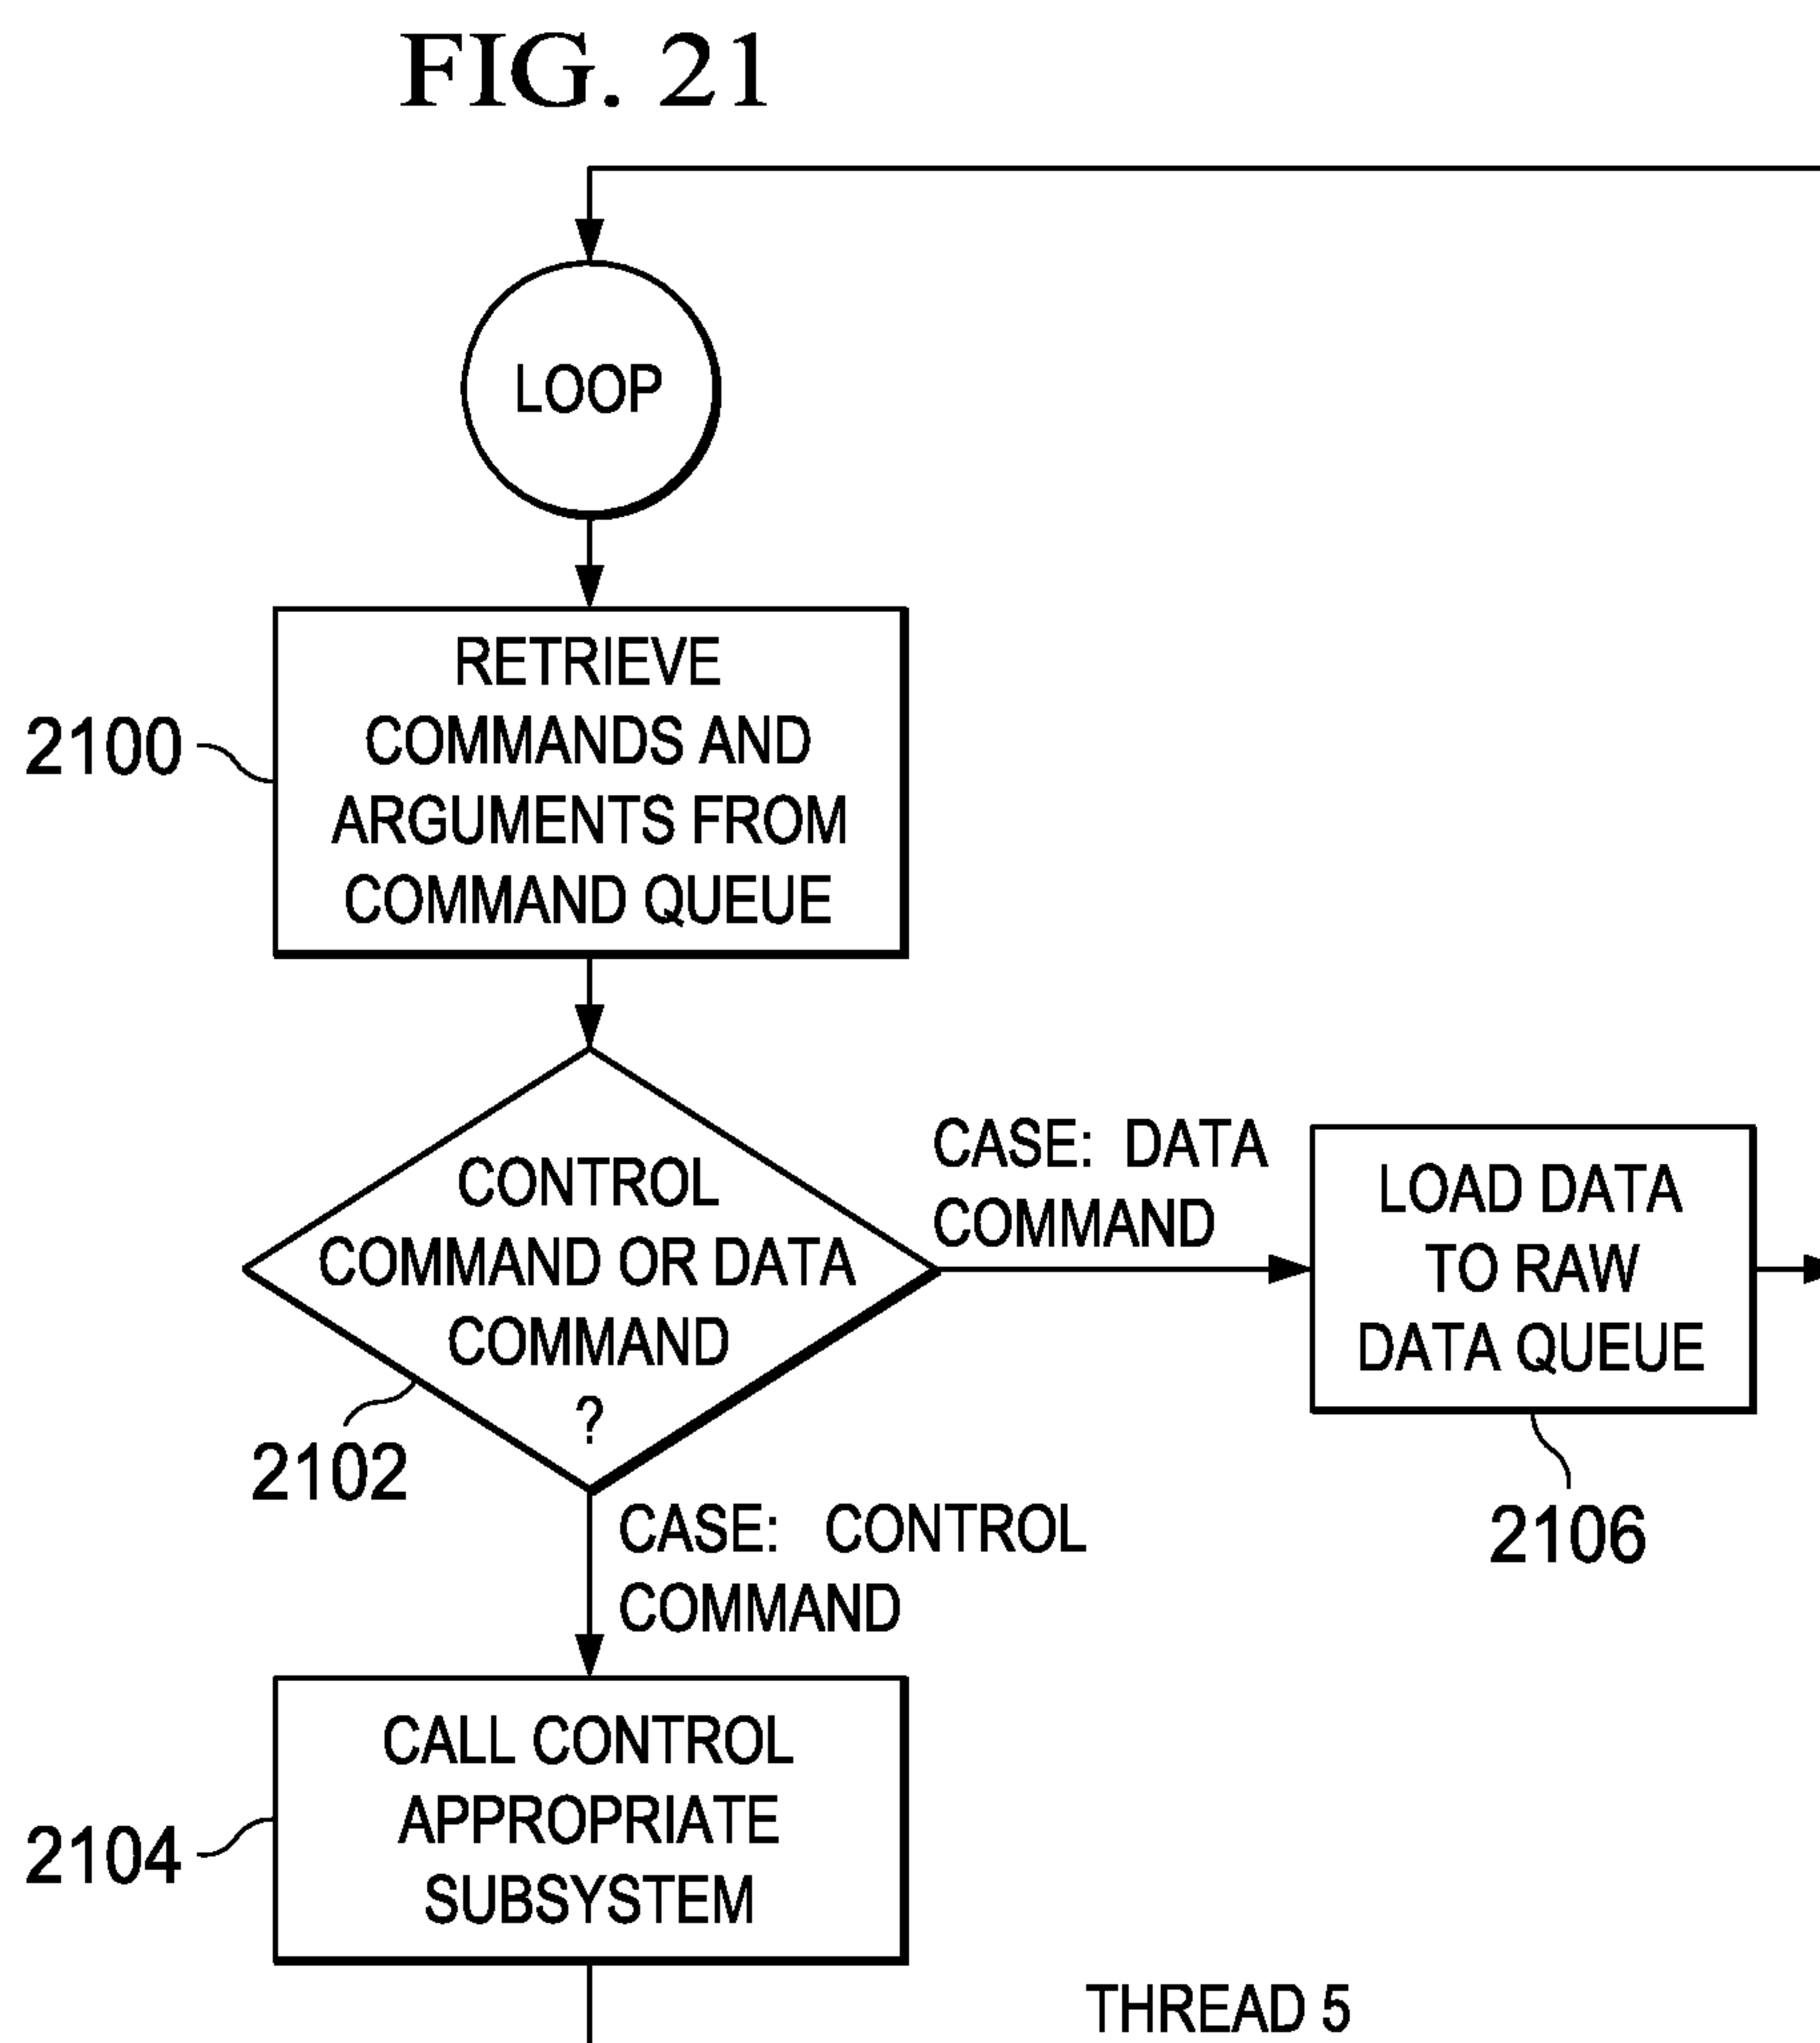 FIG. 21
LOOP
RETRIEVE
COMMANDS AND
ARGUMENTS FROM
COMMAND QUEUE
2100
CONTROL
COMMAND OR DATA
COMMAND
?
2102
CASE: DATA
COMMAND
LOAD DATA
TO RAW
DATA QUEUE
2106
CASE: CONTROL
COMMAND
CALL CONTROL
APPROPRIATE
SUBSYSTEM
2104
THREAD 5